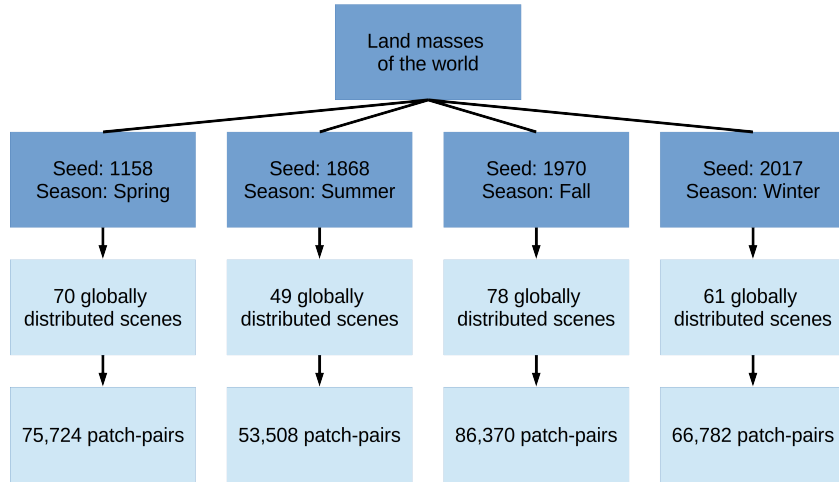 Land masses
of the world
Seed: 1158
Season: Spring
Seed: 1868
Season: Summer
Seed: 1970
Season: Fall
Seed: 2017
Season: Winter
70 globally
distributed scenes
49 globally
distributed scenes
78 globally
distributed scenes
61 globally
distributed scenes
75,724 patch-pairs
53,508 patch-pairs
86,370 patch-pairs
66,782 patch-pairs